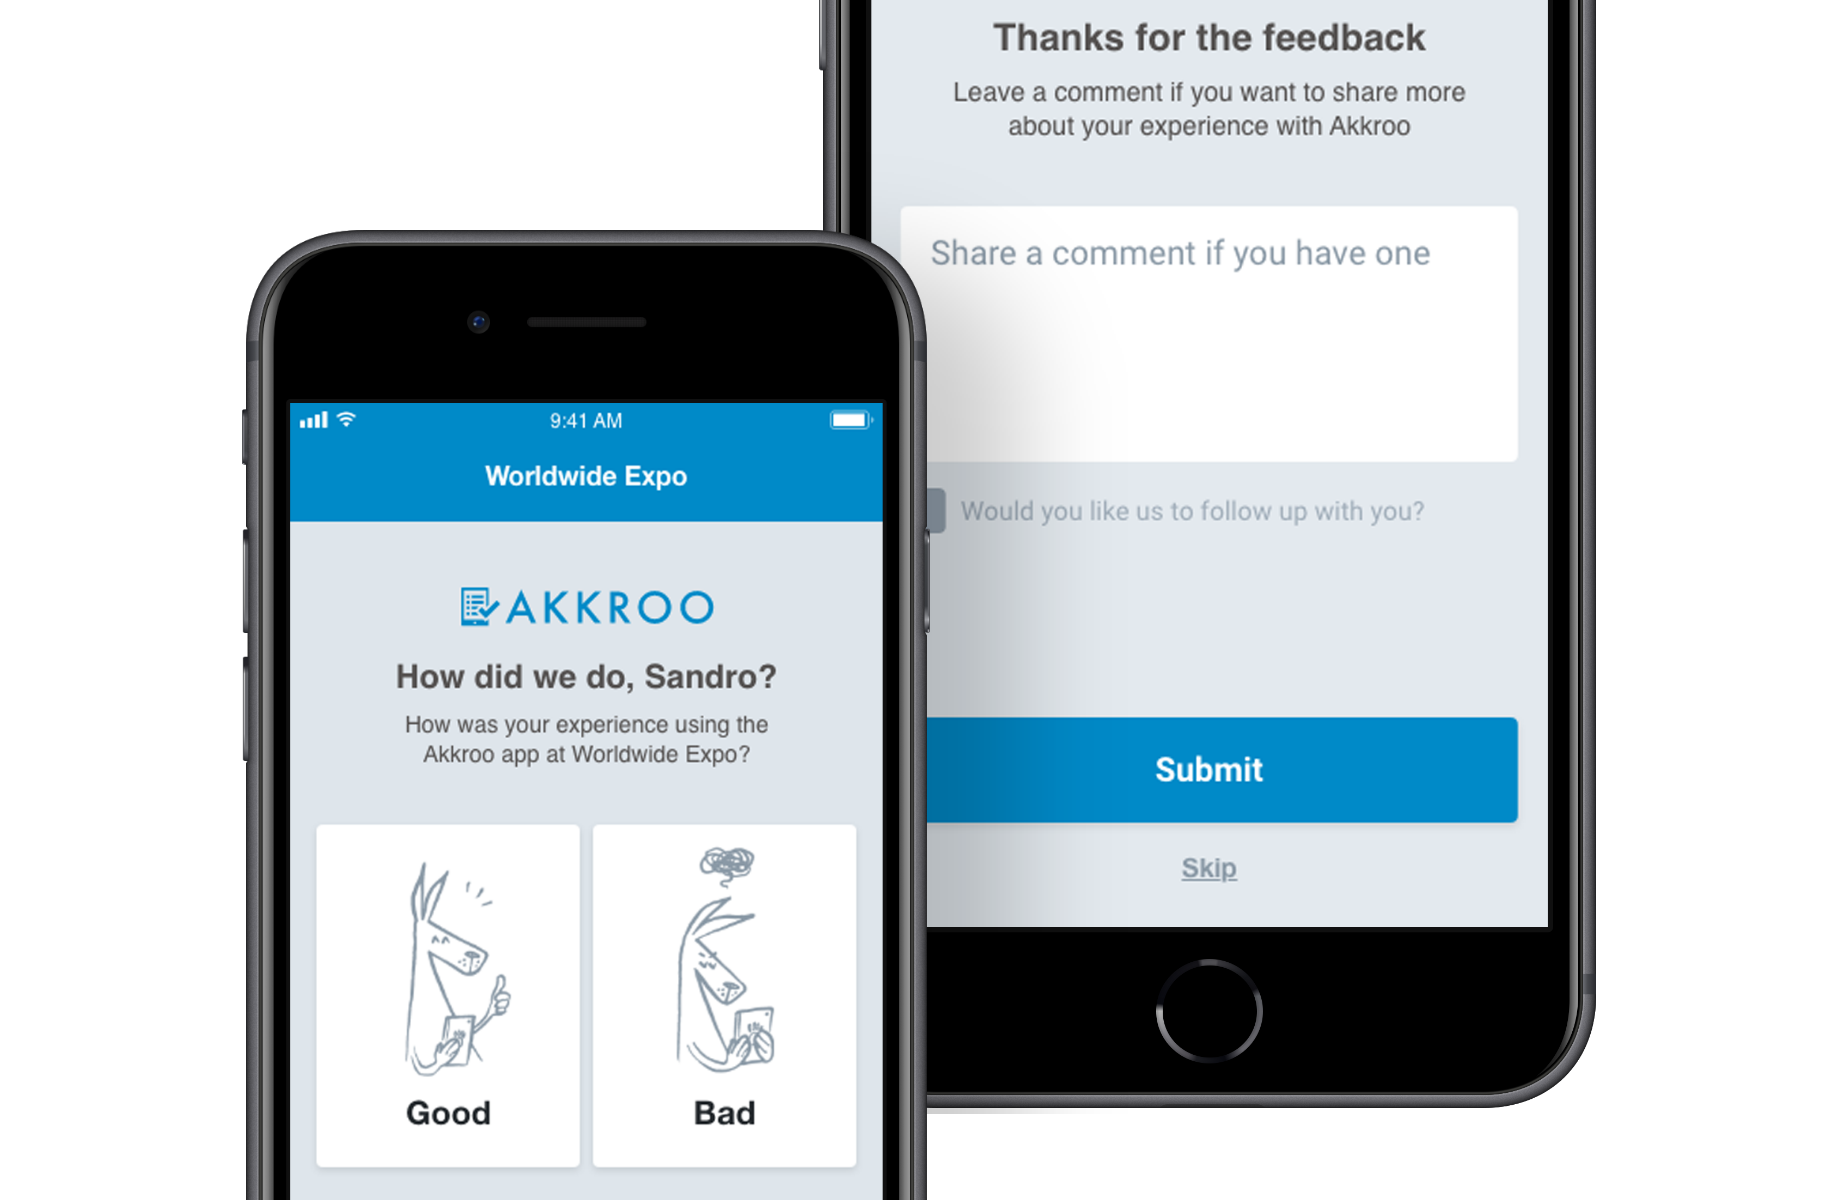 Thanks for the feedback
Leave a comment if you want to share more
about your experience with Akkroo
Share a comment if you have one
Would you like us to follow up with you?
Submit
Skip
9:41 AM
Worldwide Expo
AKKROO
How did we do, Sandro?
How was your experience using the
Akkroo app at Worldwide Expo?
Good
Bad